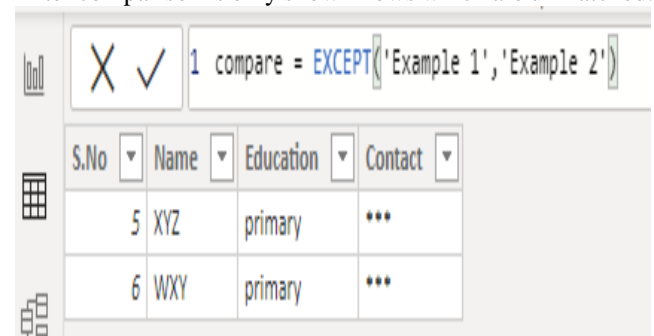 1 compare = EXCEPT('Example 1','Example 2')
S.No Name Education Contact
5 XYZ primary ***
6 WXY primary ***